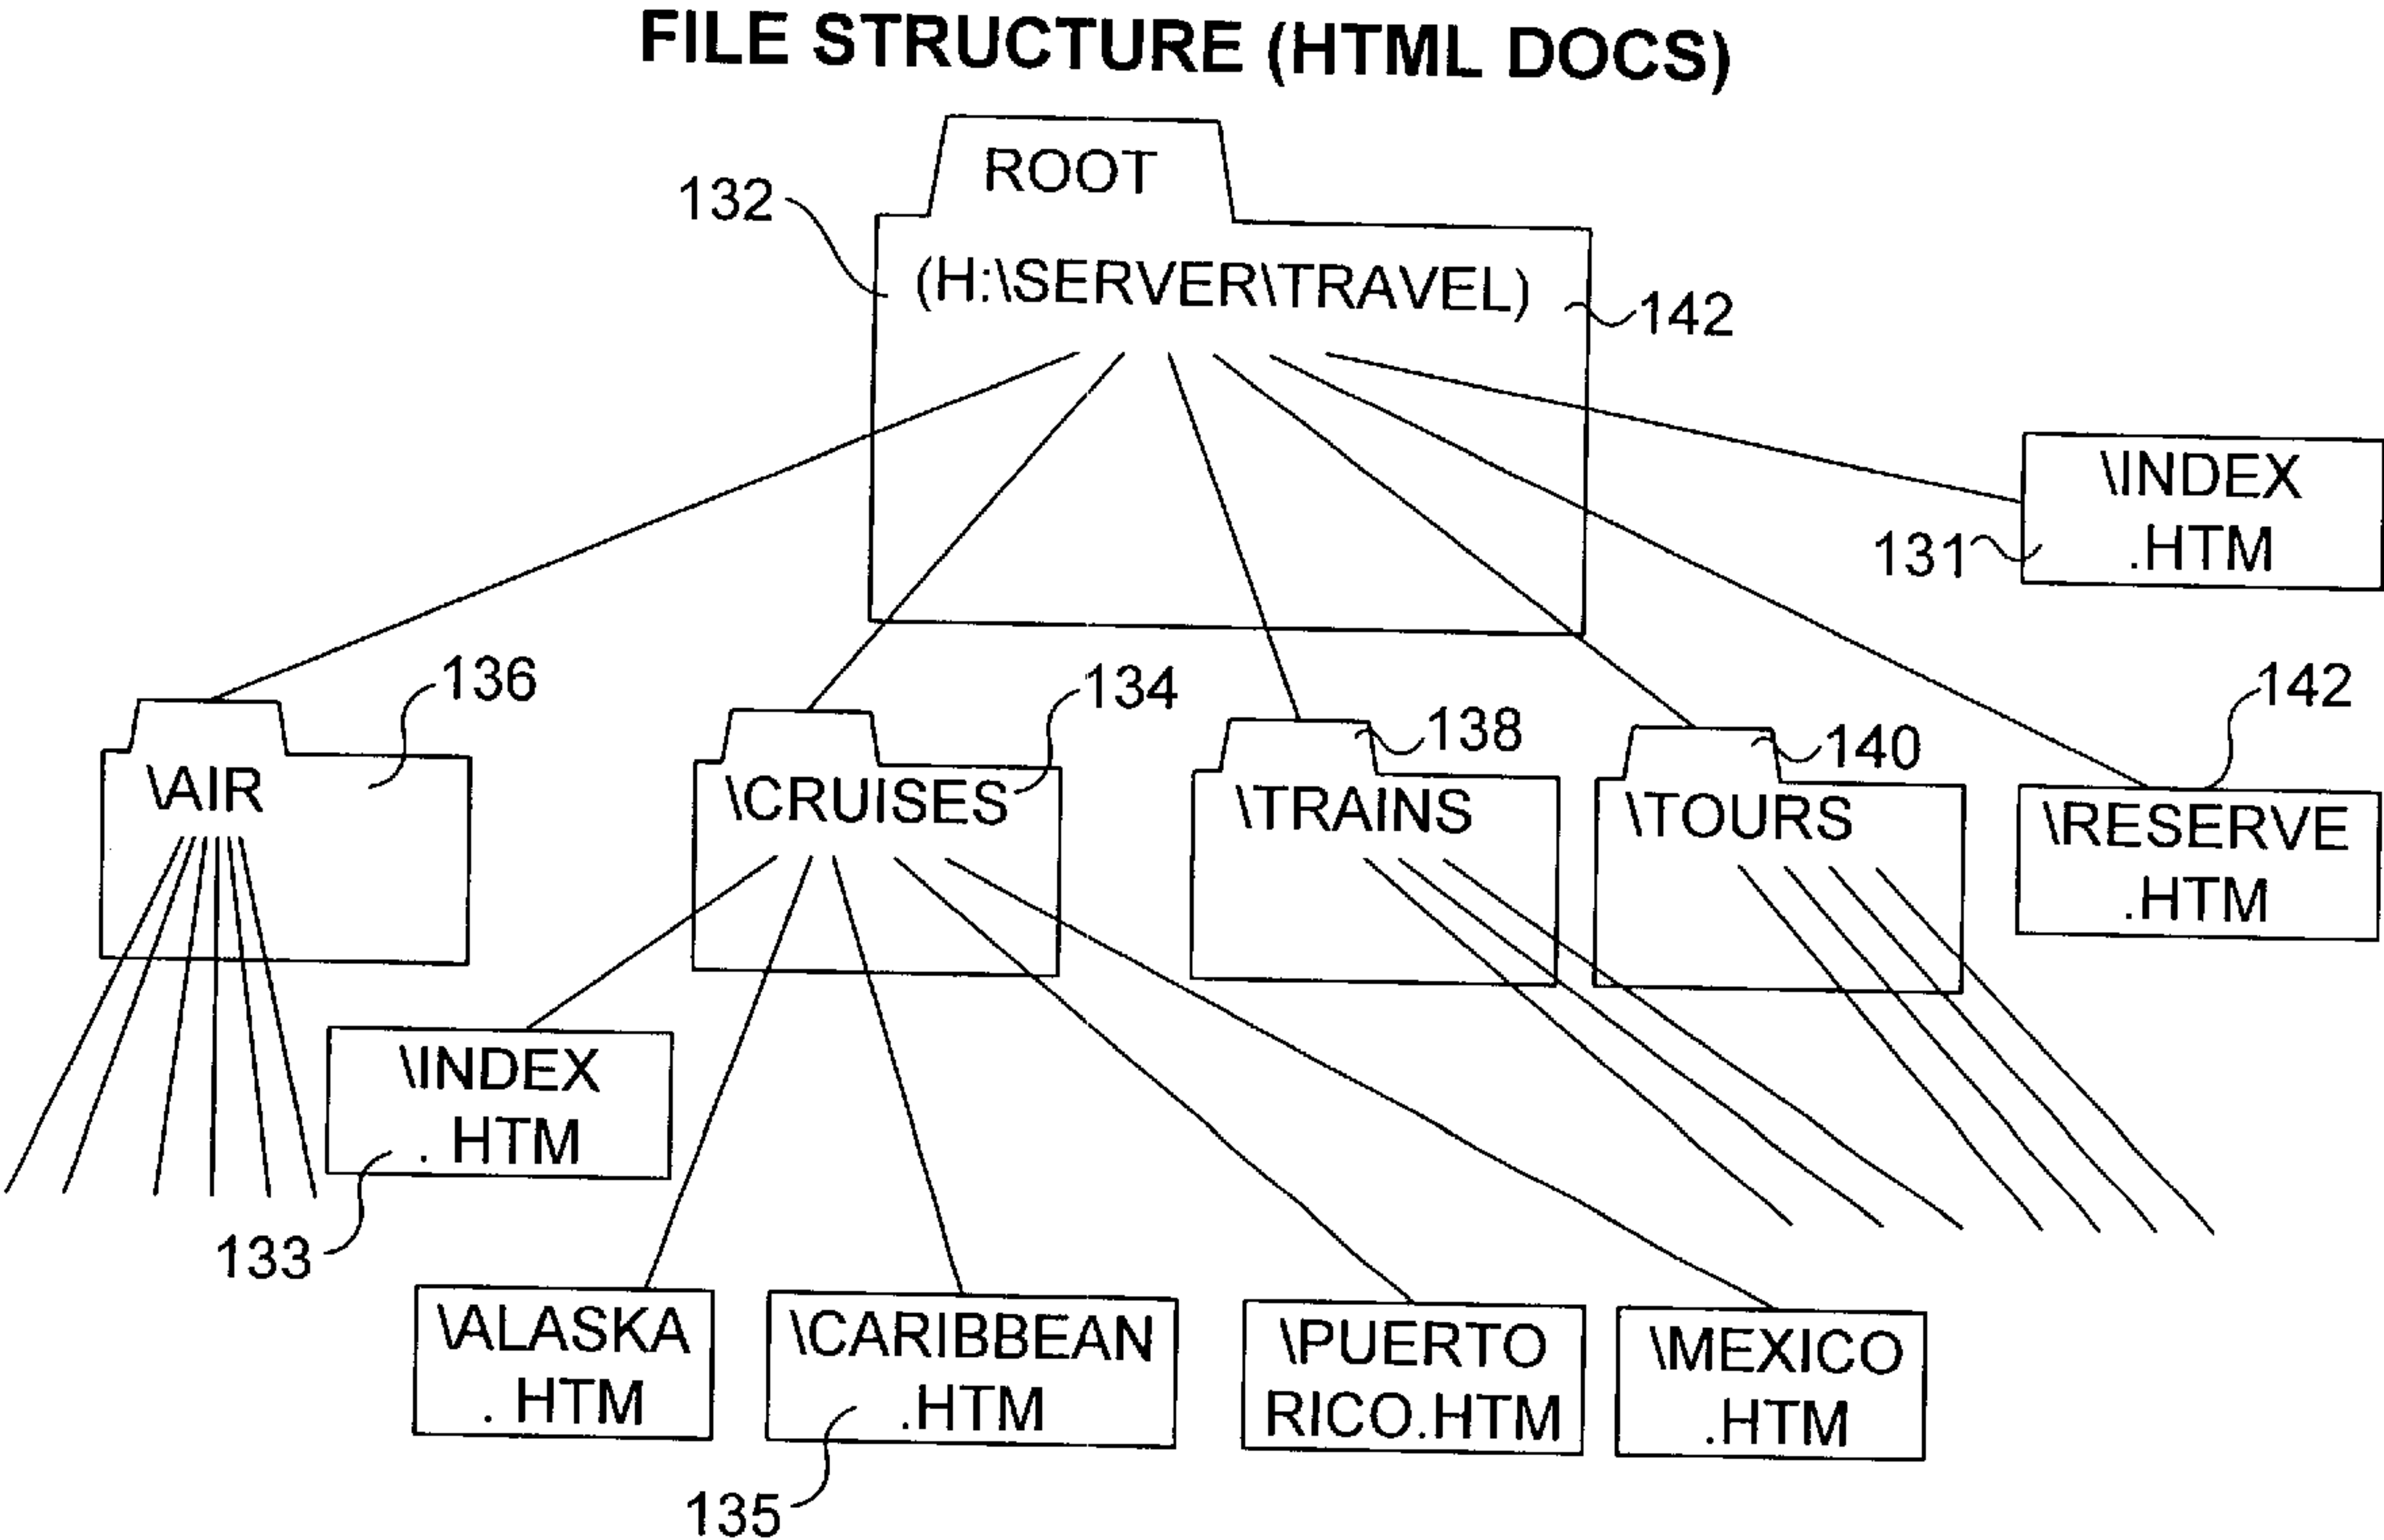 FILE STRUCTURE (HTML DOCS)
ROOT
132
(H:\SERVER\TRAVEL)
142
\INDEX
.HTM
131
136
134
138
140
142
\AIR
\CRUISES
\TRAINS
\TOURS
\RESERVE
.HTM
\INDEX
. HTM
133
\ALASKA
. HTM
\CARIBBEAN
.HTM
\PUERTO
RICO.HTM
\MEXICO
.HTM
135